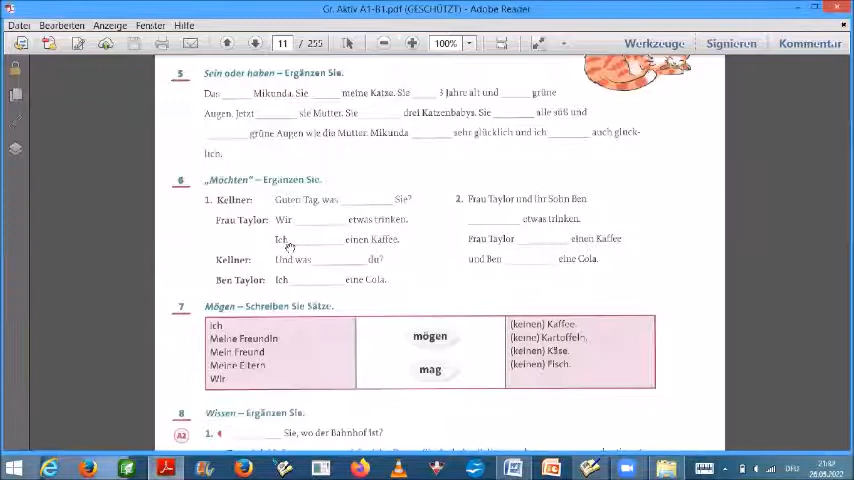 Gr. Aktiv A1-B1.pdf (GESCHÜTZT) - Adobe Reader
Datei Bearbeiten Anzeige Fenster Hilfe
11 / 255 100% Werkzeuge Signieren Kommentar
5 Sein oder haben – Ergänzen Sie.
Das ______ Mikunda. Sie ______ meine Katze. Sie _____ 3 Jahre alt und ______ grüne
Augen. Jetzt ______ sie Mutter. Sie ______ drei Katzenbabys. Sie ______ alle süß und
______ grüne Augen wie die Mutter. Mikunda ______ sehr glücklich und ich ______ auch glück-
lich.
6 „Möchten" – Ergänzen Sie.
1. Kellner: Guten Tag, was ______ Sie?
Frau Taylor: Wir ______ etwas trinken.
Ich ______ einen Kaffee.
Kellner: Und was ______ du?
Ben Taylor: Ich ______ eine Cola.
2. Frau Taylor und ihr Sohn Ben
______ etwas trinken.
Frau Taylor ______ einen Kaffee
und Ben ______ eine Cola.
7 Mögen – Schreiben Sie Sätze.
Ich
Meine Freundin
Mein Freund
Meine Eltern
Wir
mögen
mag
(keinen) Kaffee.
(keine) Kartoffeln.
(keinen) Käse.
(keinen) Fisch.
8 Wissen – Ergänzen Sie.
A2 1. ______ Sie, wo der Bahnhof ist?
DEU
26.08.2022